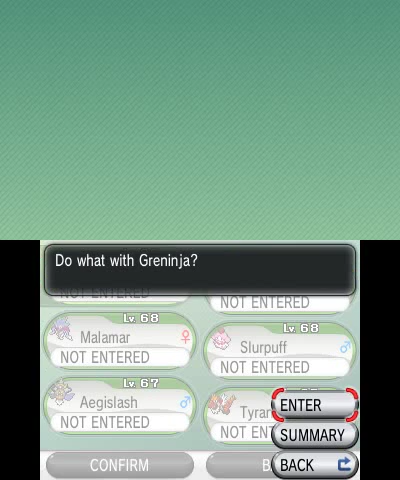 Do what with Greninja?
NOT ENTERED
NOT ENTERED
Lv. 68
Malamar ♀
NOT ENTERED
Lv. 68
Slurpuff ♂
NOT ENTERED
Lv. 67
Aegislash ♂
NOT ENTERED
ENTER
SUMMARY
BACK
CONFIRM